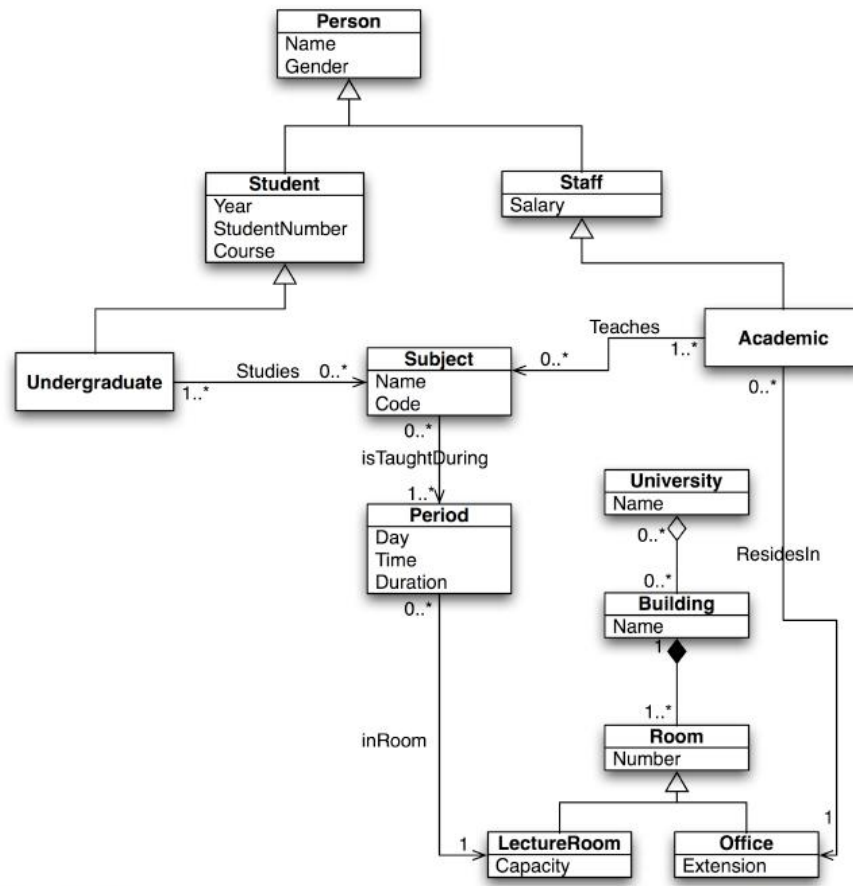 Person
Name
Gender
Student
Year
StudentNumber
Course
Staff
Salary
Undergraduate
1..*
Studies
0..*
Subject
Name
Code
0..*
Teaches
1..*
Academic
0..*
0..*
isTaughtDuring
1..*
Period
Day
Time
Duration
0..*
University
Name
0..*
0..*
Building
Name
1
ResidesIn
1..*
inRoom
Room
Number
1
LectureRoom
Capacity
Office
Extension
1